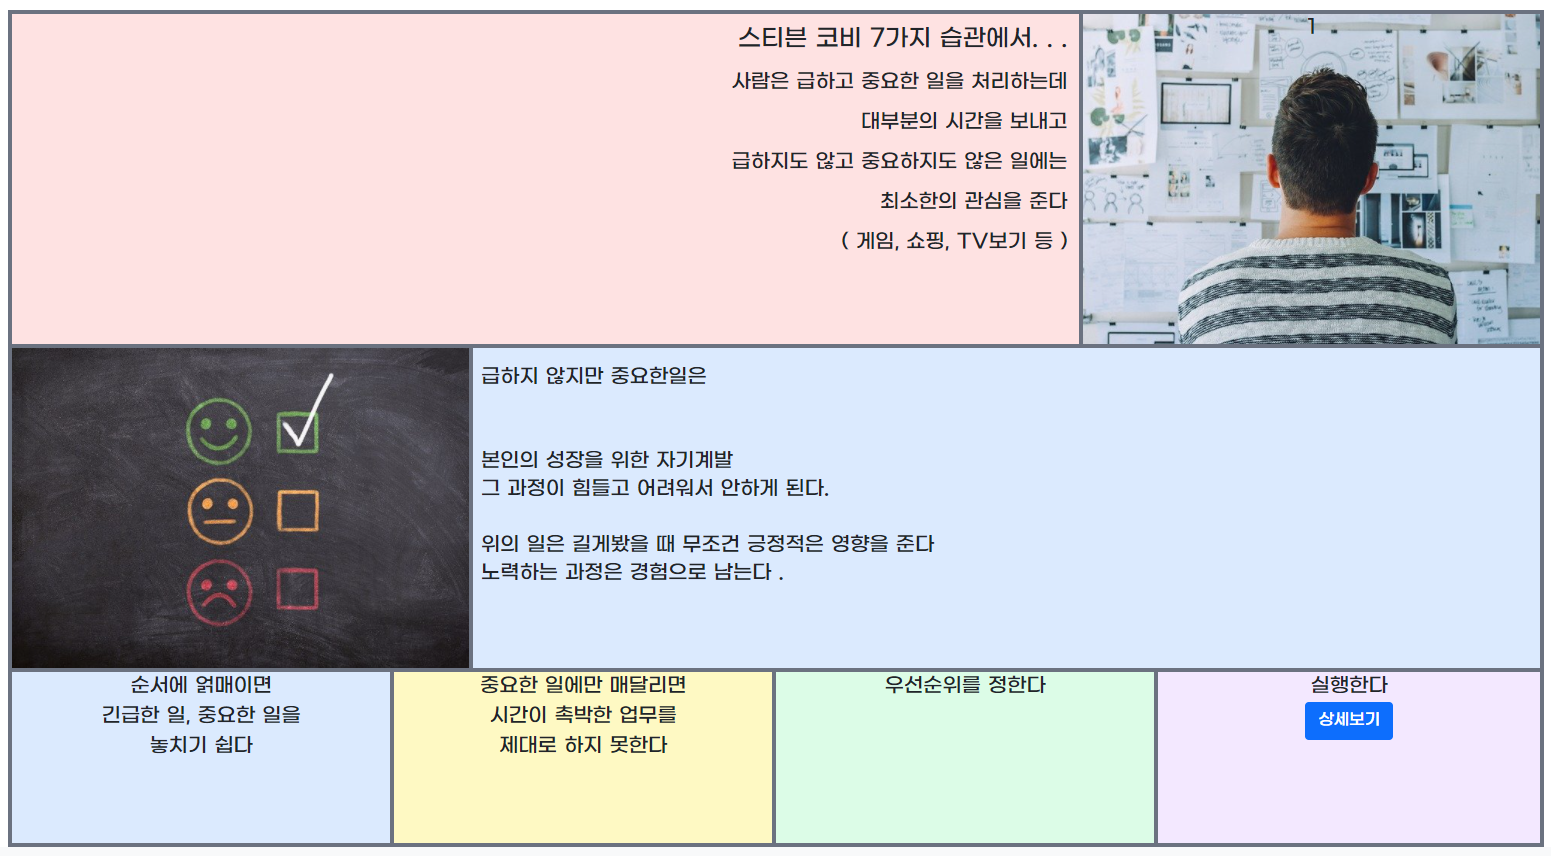 스티븐 코비 7가지 습관에서. . .
사람은 급하고 중요한 일을 처리하는데
대부분의 시간을 보내고
급하지도 않고 중요하지도 않은 일에는
최소한의 관심을 준다
( 게임, 쇼핑, TV보기 등 )
1
급하지 않지만 중요한일은
본인의 성장을 위한 자기계발
그 과정이 힘들고 어려워서 안하게 된다.
위의 일은 길게봤을 때 무조건 긍정적은 영향을 준다
노력하는 과정은 경험으로 남는다 .
순서에 얽매이면
긴급한 일, 중요한 일을
놓치기 쉽다
중요한 일에만 매달리면
시간이 촉박한 업무를
제대로 하지 못한다
우선순위를 정한다
실행한다
상세보기